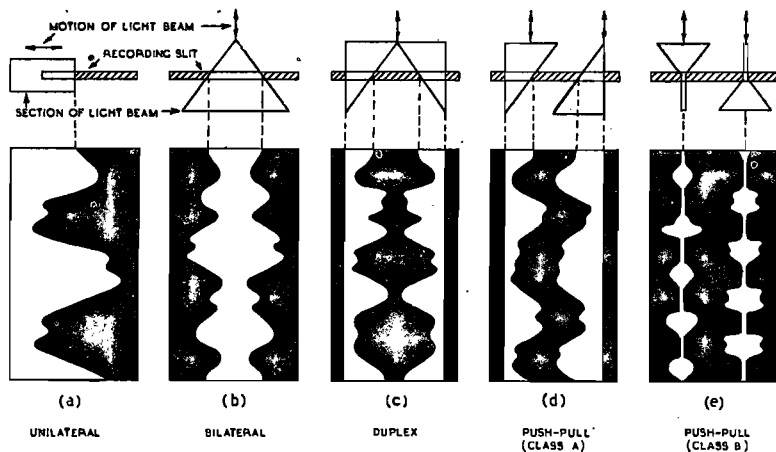 MOTION OF LIGHT BEAM
RECORDING SLIT
SECTION OF LIGHT BEAM
(a)
(b)
(c)
(d)
(e)
UNILATERAL
BILATERAL
DUPLEX
PUSH-PULL
(CLASS A)
PUSH-PULL
(CLASS B)